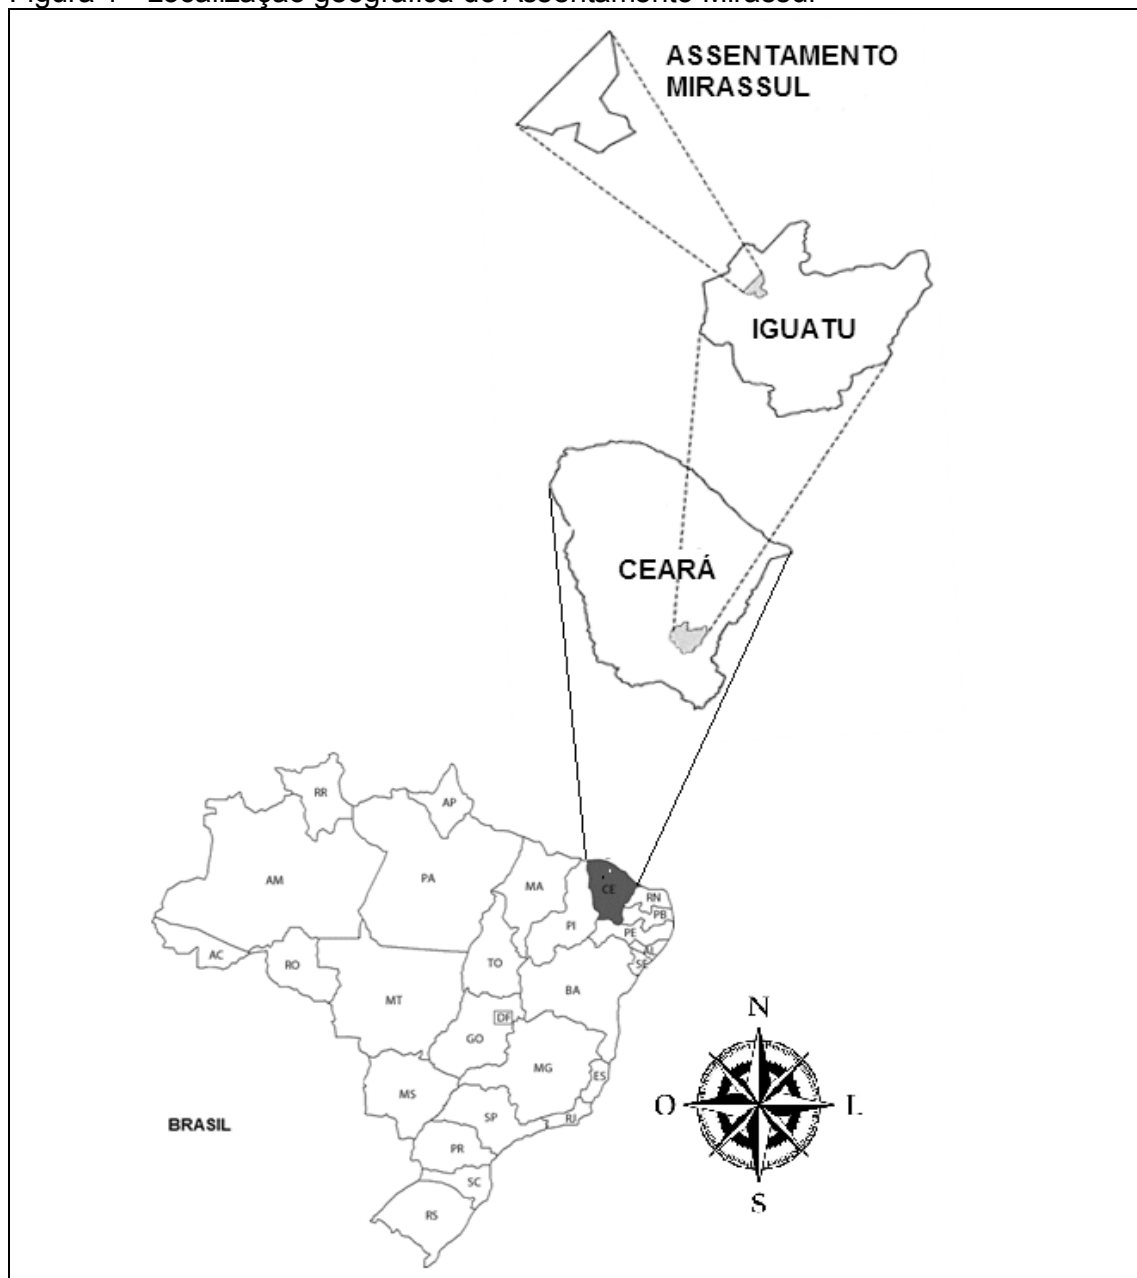 Figura 1 - Localização geográfica do Assentamento Mirassul
ASSENTAMENTO
MIRASSUL
IGUATU
CEARÁ
RR
AP
AM
PA
MA
CE
RN
PB
PI
PE
AL
SE
AC
RO
TO
BA
MT
DF
GO
MG
ES
MS
SP
RJ
PR
SC
RS
BRASIL
N
O
L
S